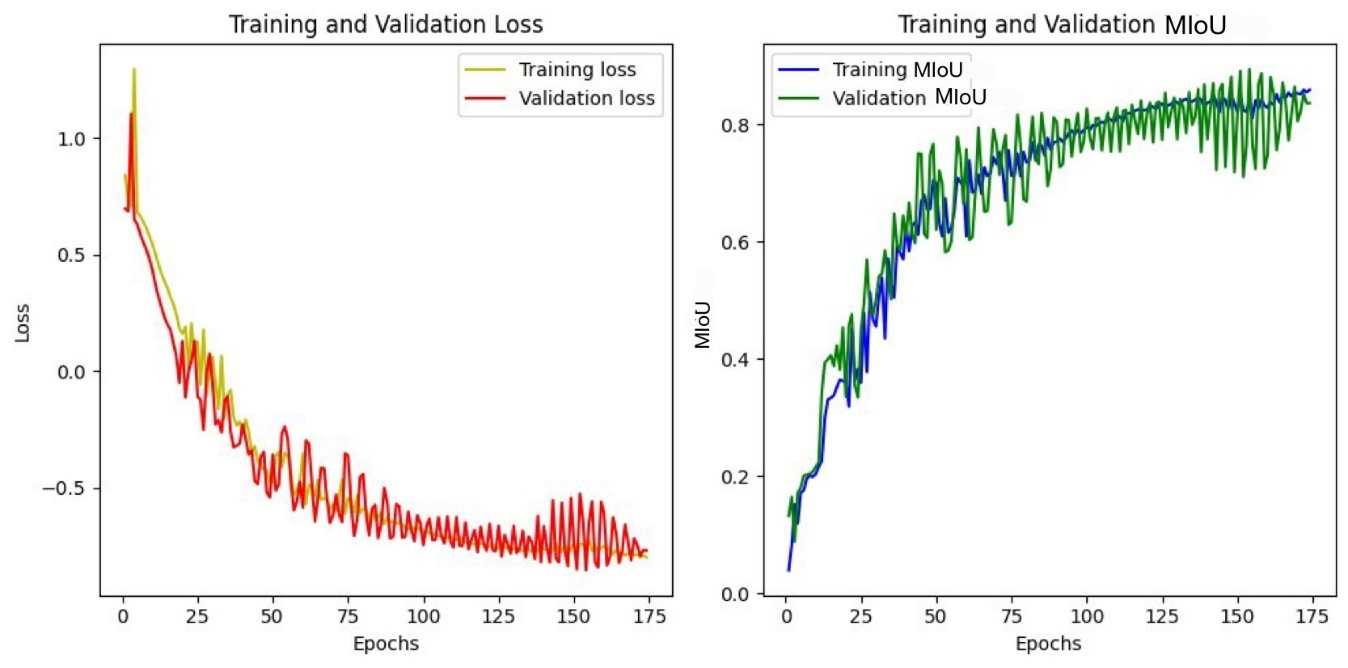 Training and Validation Loss
Training loss
Validation loss
1.0
0.5
0.0
−0.5
Loss
0
25
50
75
100
125
150
175
Epochs
Training and Validation MIoU
Training MIoU
Validation MIoU
0.8
0.6
0.4
0.2
0.0
MIoU
0
25
50
75
100
125
150
175
Epochs